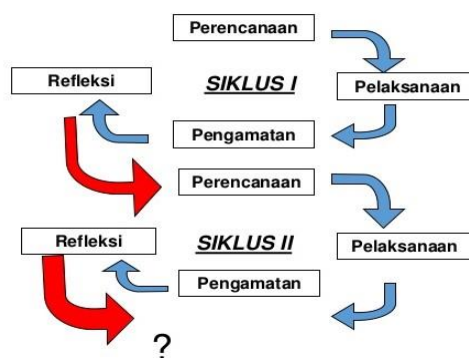 Perencanaan
Refleksi
SIKLUS I
Pelaksanaan
Pengamatan
Perencanaan
Refleksi
SIKLUS II
Pelaksanaan
Pengamatan
?